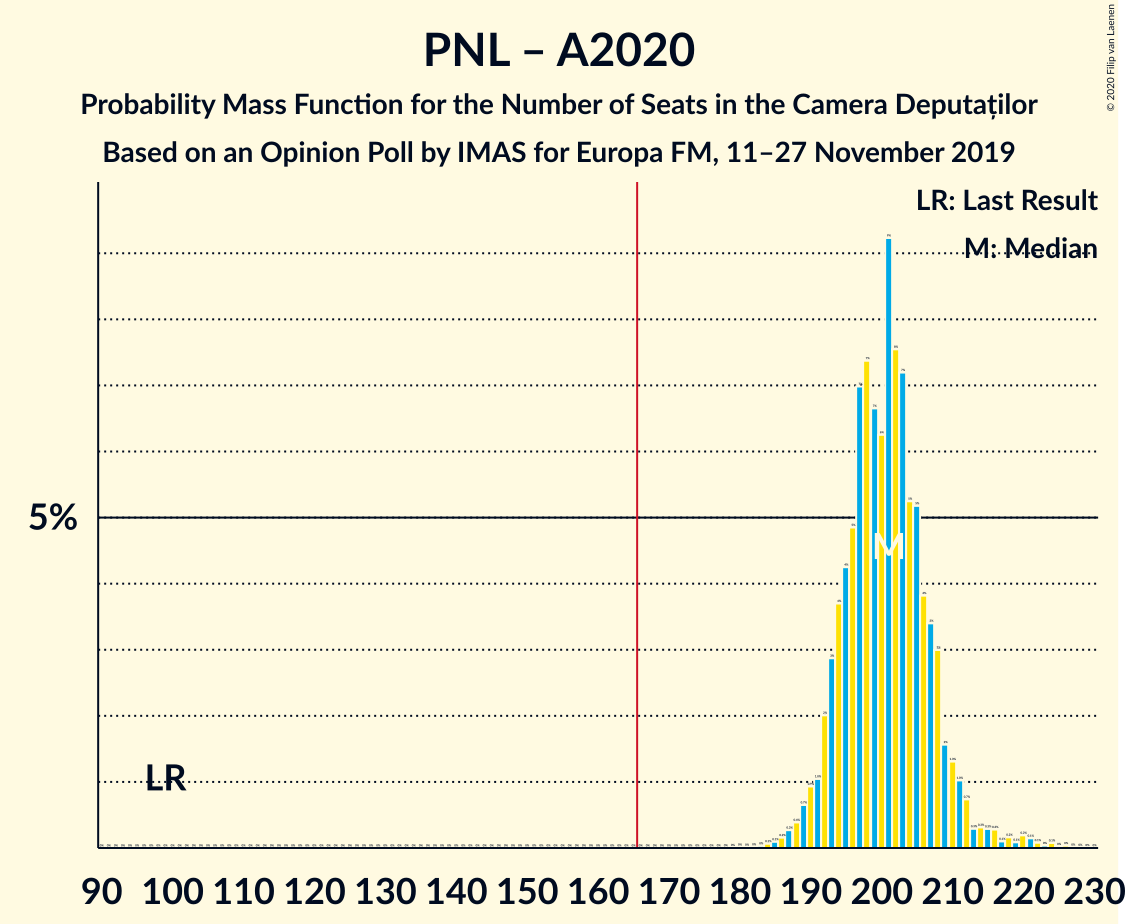 PNL – A2020
Probability Mass Function for the Number of Seats in the Camera Deputaților
Based on an Opinion Poll by IMAS for Europa FM, 11–27 November 2019
© 2020 Filip van Laenen
LR: Last Result
M: Median
5%
M
LR
90 100 110 120 130 140 150 160 170 180 190 200 210 220 230